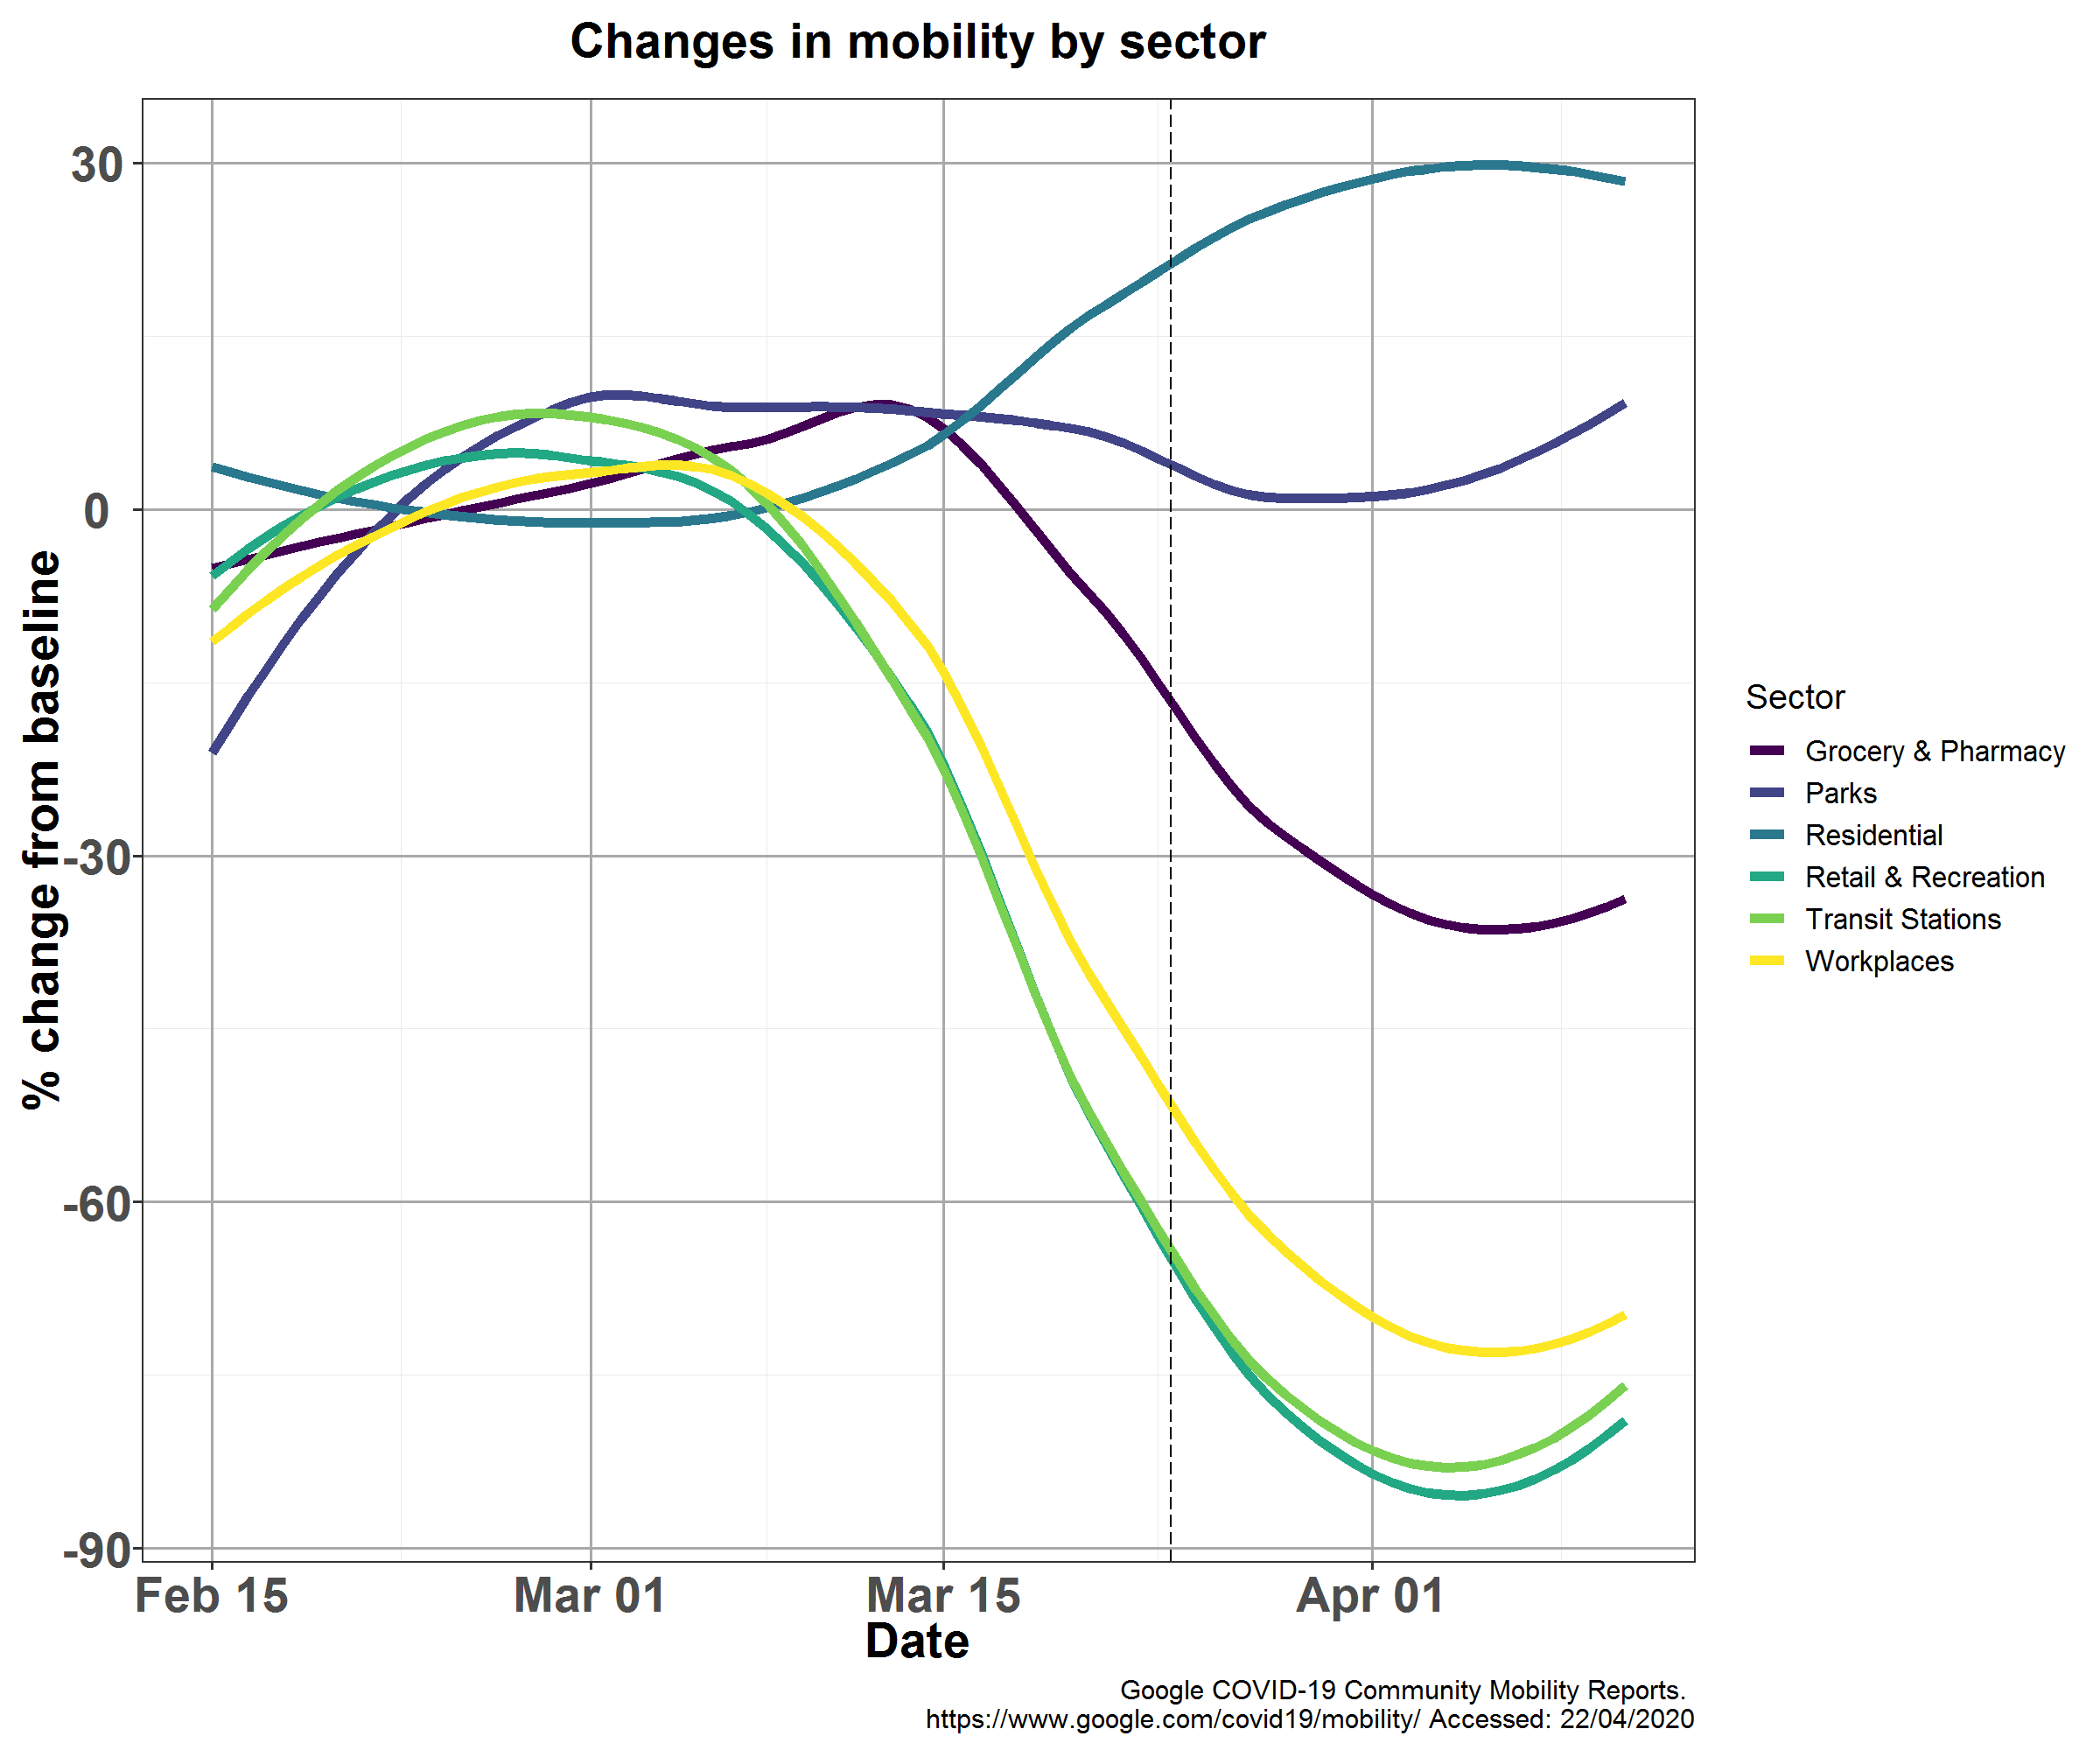 Changes in mobility by sector
30
0
-30
-60
-90
% change from baseline
Feb 15
Mar 01
Mar 15
Apr 01
Date
Sector
Grocery & Pharmacy
Parks
Residential
Retail & Recreation
Transit Stations
Workplaces
Google COVID-19 Community Mobility Reports.
https://www.google.com/covid19/mobility/ Accessed: 22/04/2020